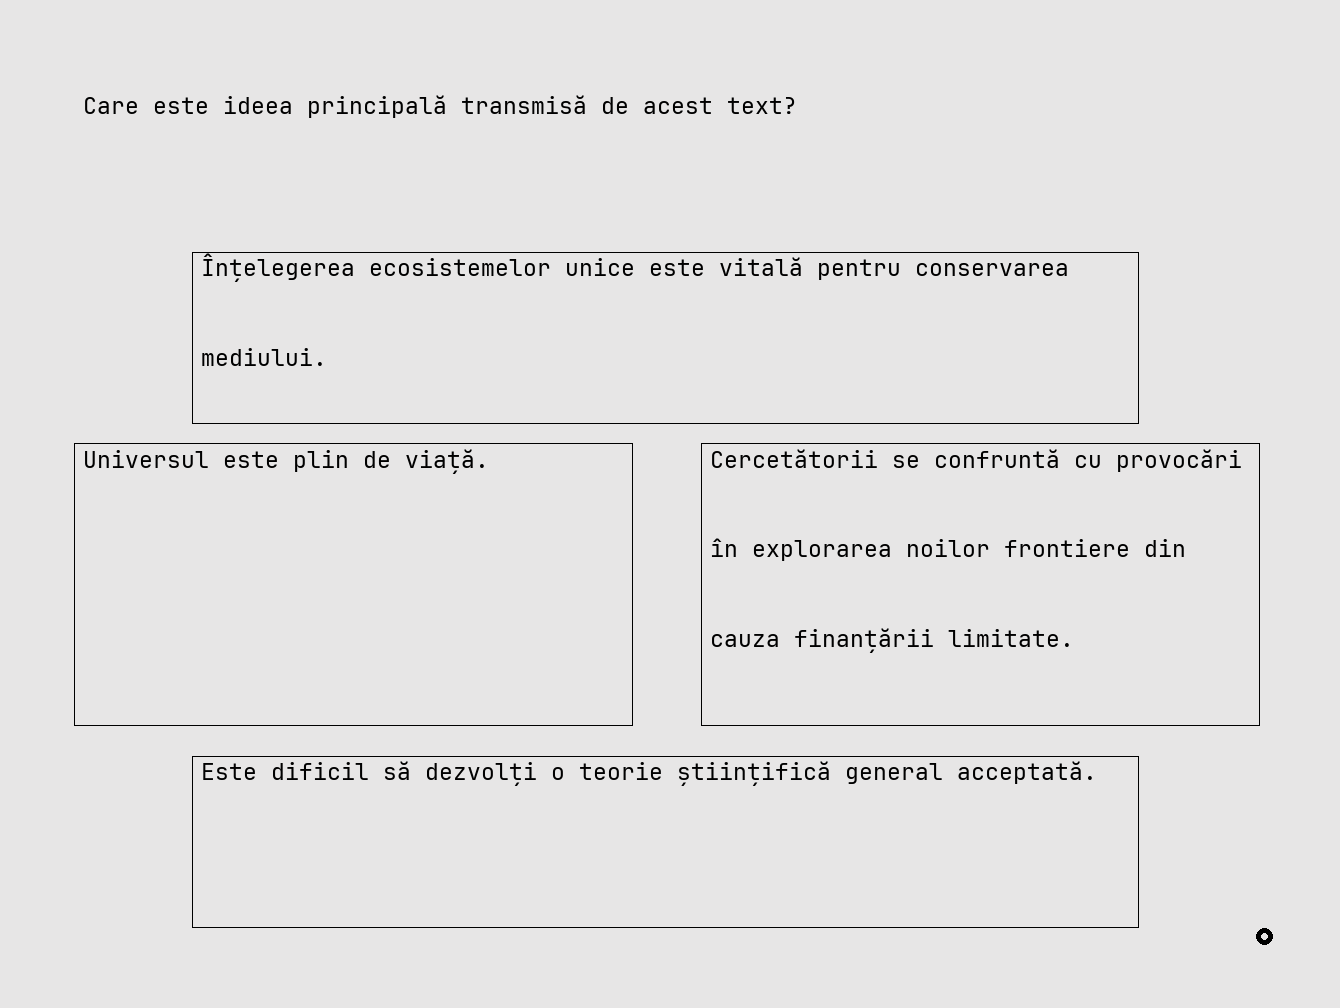 Care este ideea principală transmisă de acest text?
Înțelegerea ecosistemelor unice este vitală pentru conservarea
mediului.
Universul este plin de viață.
Cercetătorii se confruntă cu provocări
în explorarea noilor frontiere din
cauza finanțării limitate.
Este dificil să dezvolți o teorie științifică general acceptată.